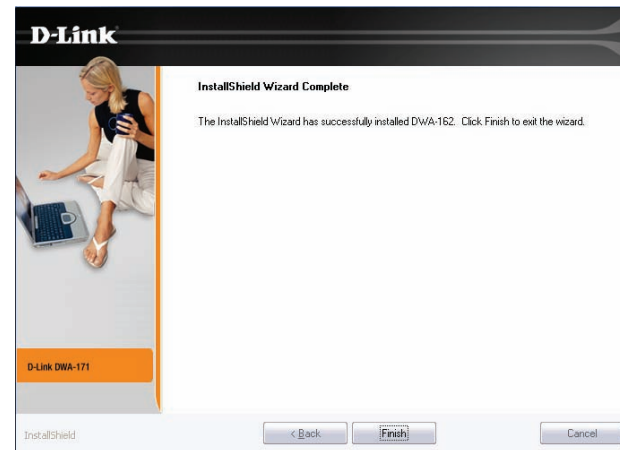 D-Link
InstallShield Wizard Complete
The InstallShield Wizard has successfully installed DWA-162. Click Finish to exit the wizard.
D-Link DWA-171
InstallShield
< Back
Finish
Cancel